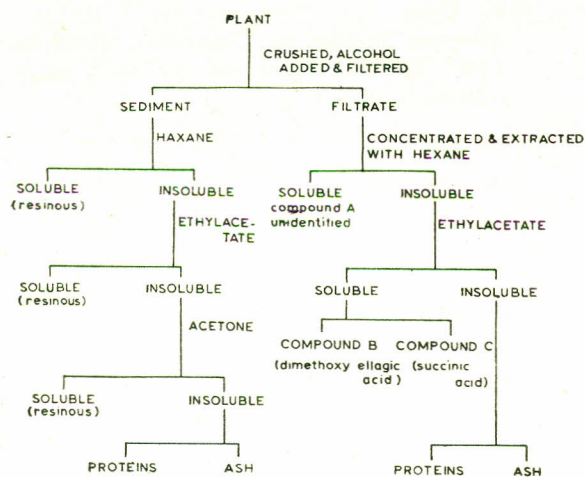 PLANT
CRUSHED, ALCOHOL
ADDED & FILTERED
SEDIMENT
FILTRATE
HAXANE
CONCENTRATED & EXTRACTED
WITH HEXANE
SOLUBLE
(resinous)
INSOLUBLE
SOLUBLE
compound A
unidentified
INSOLUBLE
ETHYLACE-
TATE
ETHYLACETATE
SOLUBLE
(resinous)
INSOLUBLE
SOLUBLE
INSOLUBLE
ACETONE
COMPOUND B
(dimethoxy ellagic
acid)
COMPOUND C
(succinic
acid)
SOLUBLE
(resinous)
INSOLUBLE
PROTEINS
ASH
PROTEINS
ASH